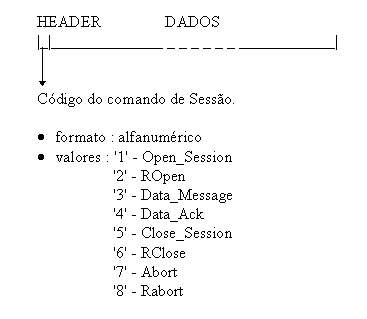 HEADER DADOS
Código do comando de Sessão.
• formato : alfanumérico
• valores : '1' - Open_Session
'2' - ROpen
'3' - Data_Message
'4' - Data_Ack
'5' - Close_Session
'6' - RClose
'7' - Abort
'8' - Rabort